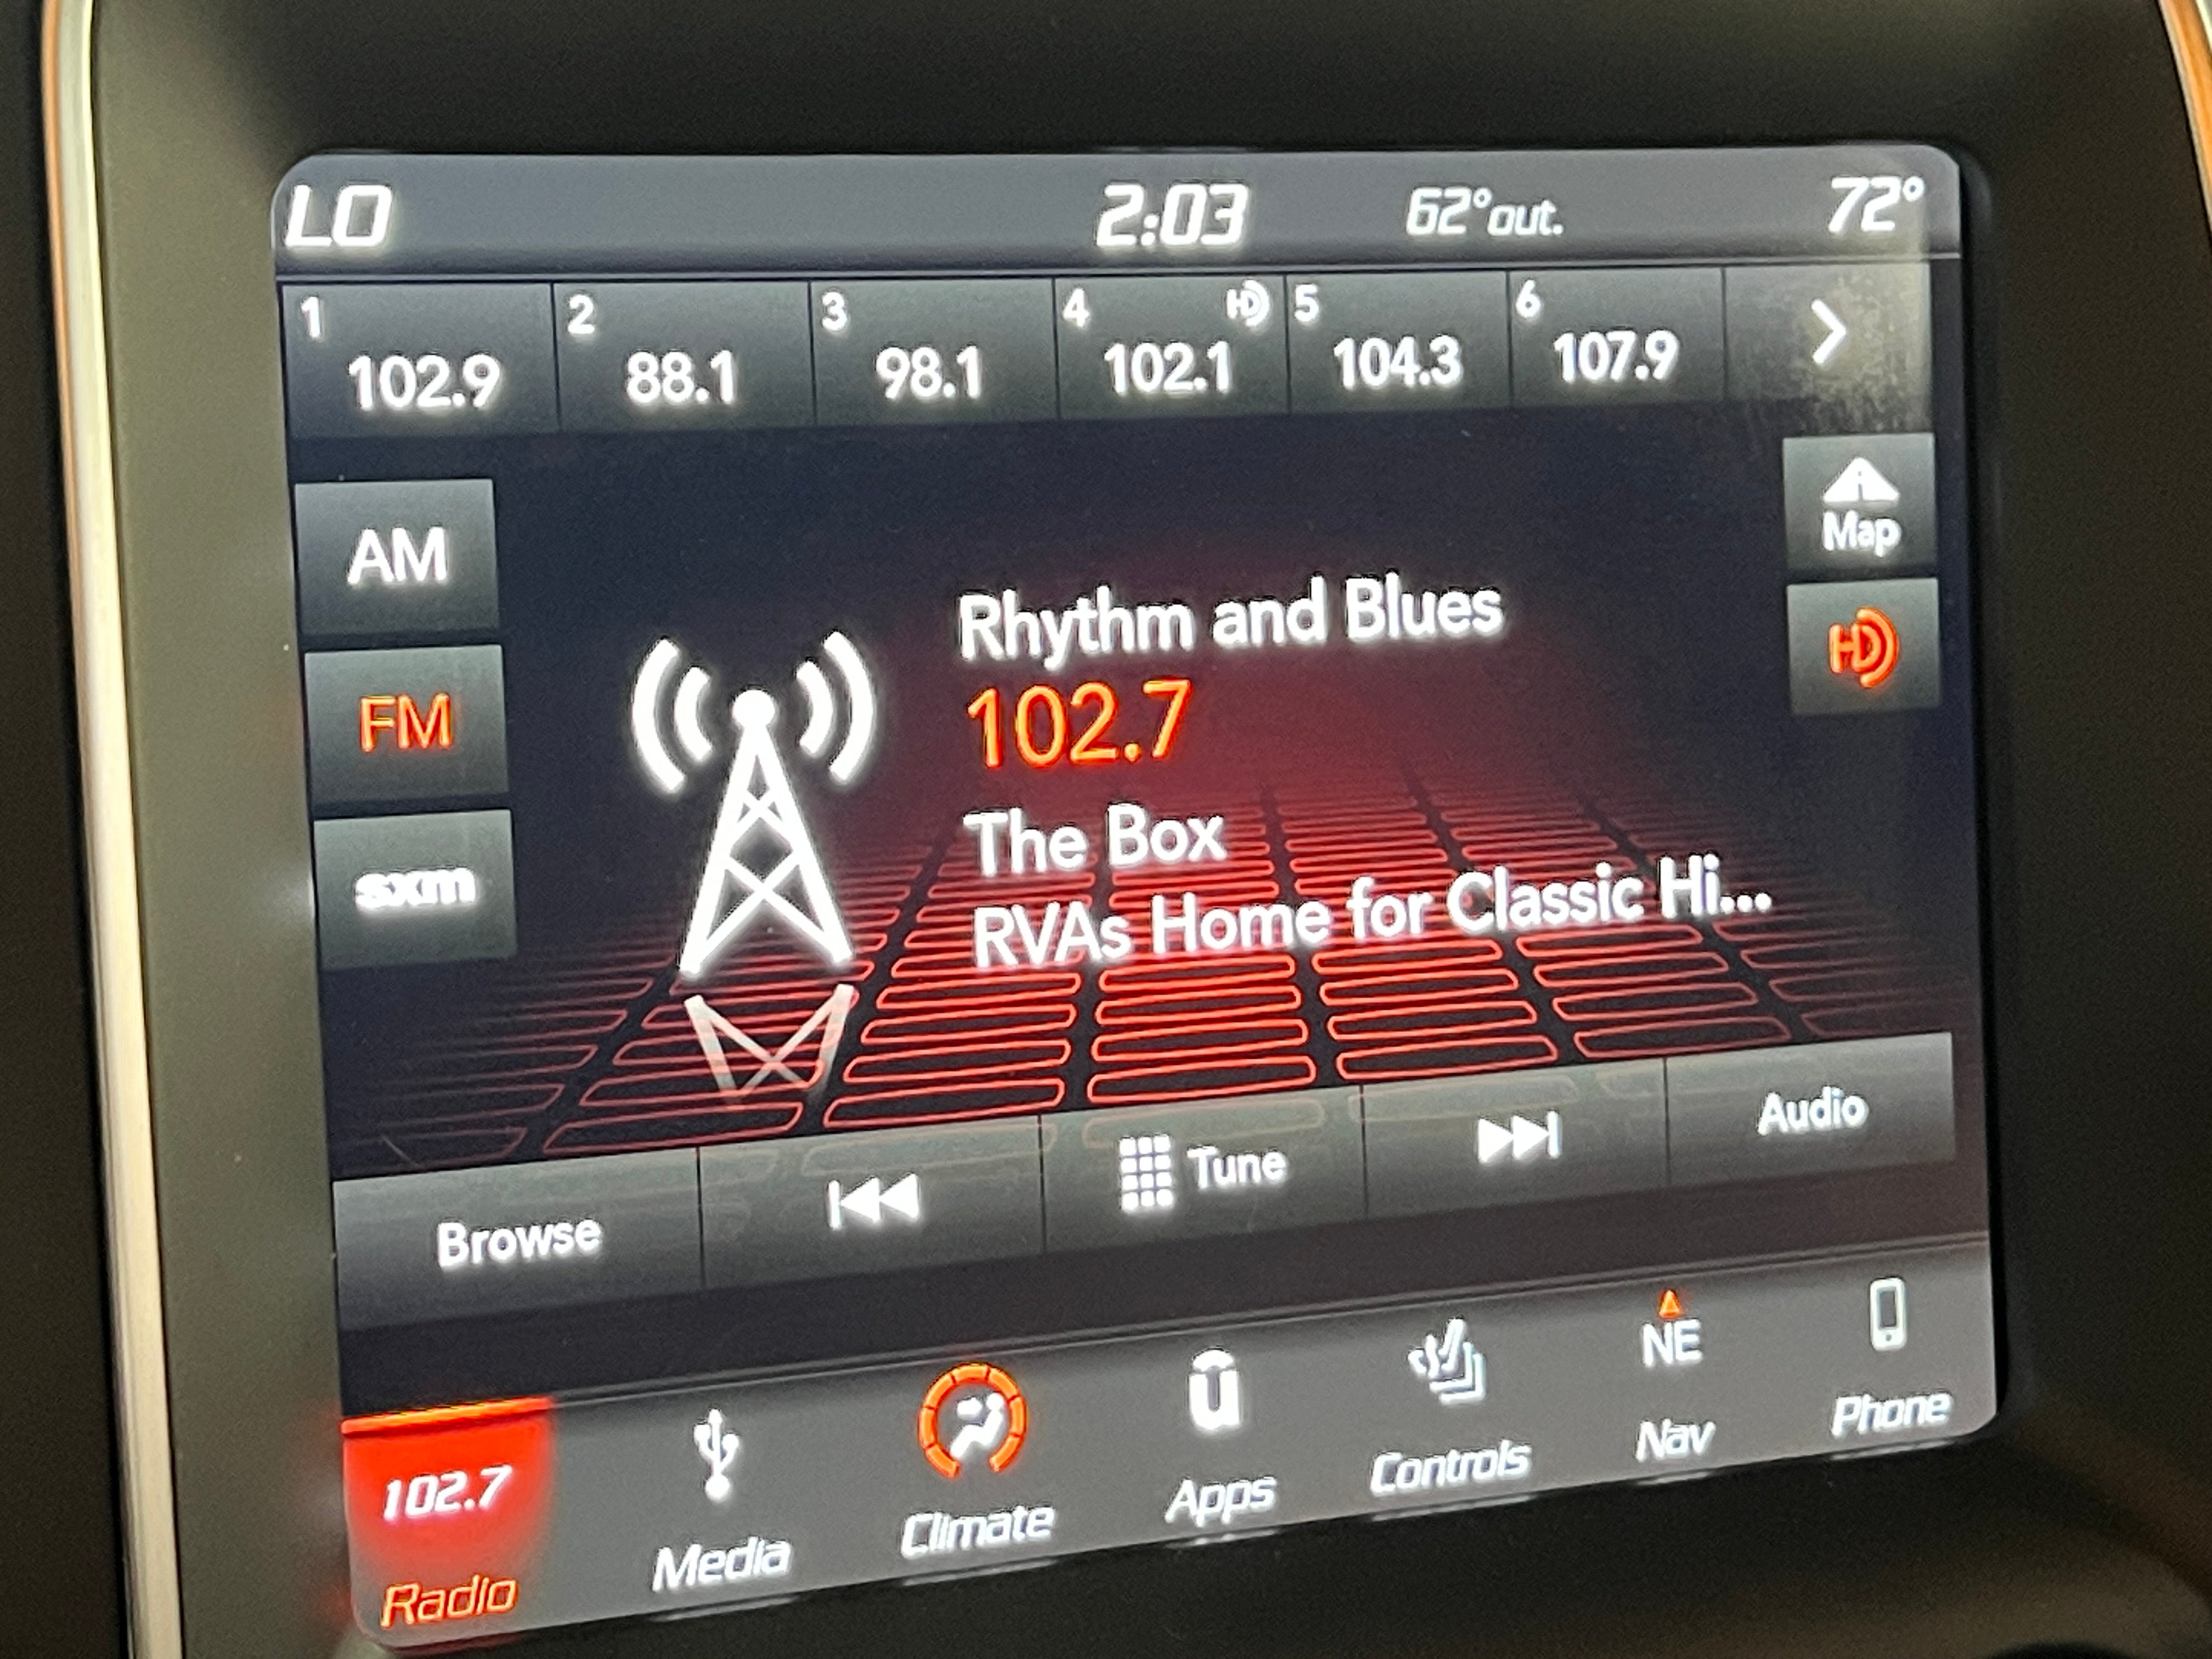 LO 2:03 62°out. 72°
1 2 3 4 HD 5 6
102.9 88.1 98.1 102.1 104.3 107.9
AM
FM
sxm
Map
HD
Rhythm and Blues
102.7
The Box
RVAs Home for Classic Hi...
Browse Tune Audio
102.7
Radio
Media
Climate
u
Apps
Controls
NE
Nav
Phone